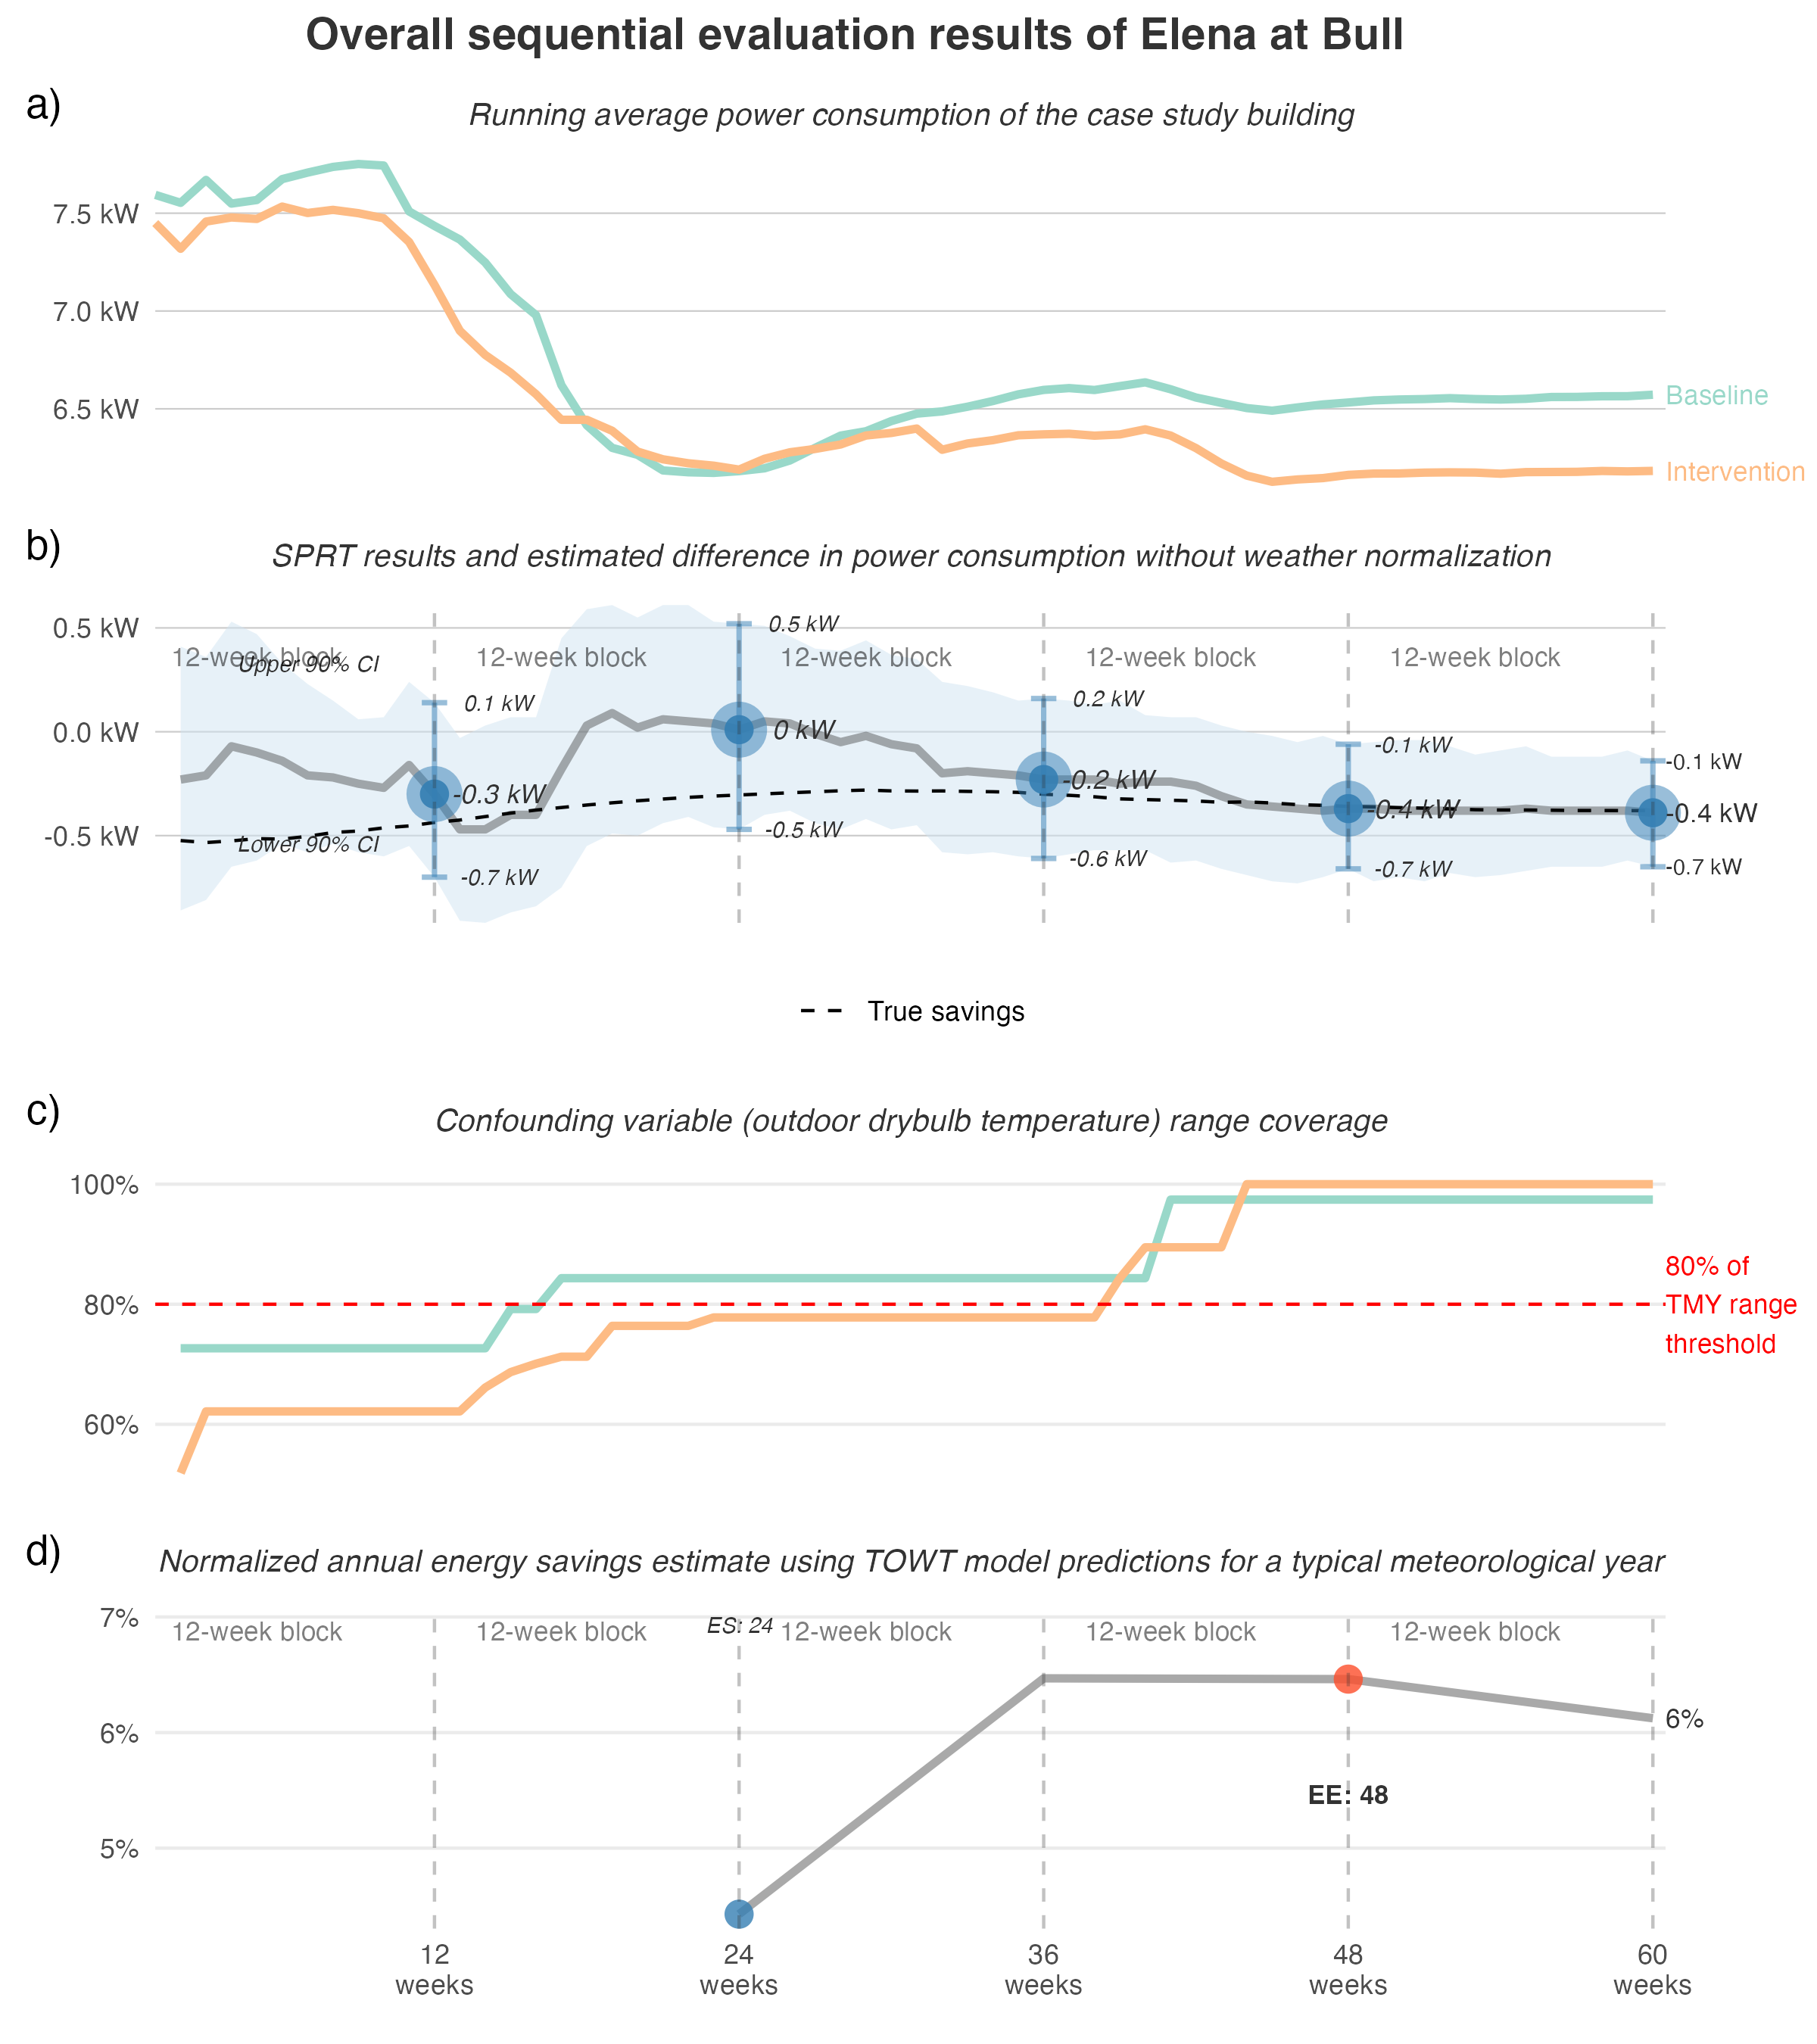 Overall sequential evaluation results of Elena at Bull
a)
Running average power consumption of the case study building
7.5 kW
7.0 kW
6.5 kW
Baseline
Intervention
b)
SPRT results and estimated difference in power consumption without weather normalization
0.5 kW
0.0 kW
-0.5 kW
12-week block
12-week block
12-week block
12-week block
12-week block
Upper 90% CI
Lower 90% CI
0.1 kW
-0.3 kW
-0.7 kW
0.5 kW
0 kW
-0.5 kW
0.2 kW
-0.2 kW
-0.6 kW
-0.1 kW
-0.4 kW
-0.7 kW
-0.1 kW
-0.4 kW
-0.7 kW
True savings
c)
Confounding variable (outdoor drybulb temperature) range coverage
100%
80%
60%
80% of
TMY range
threshold
d)
Normalized annual energy savings estimate using TOWT model predictions for a typical meteorological year
7%
6%
5%
12-week block
12-week block
ES: 24
12-week block
12-week block
12-week block
6%
EE: 48
12
weeks
24
weeks
36
weeks
48
weeks
60
weeks